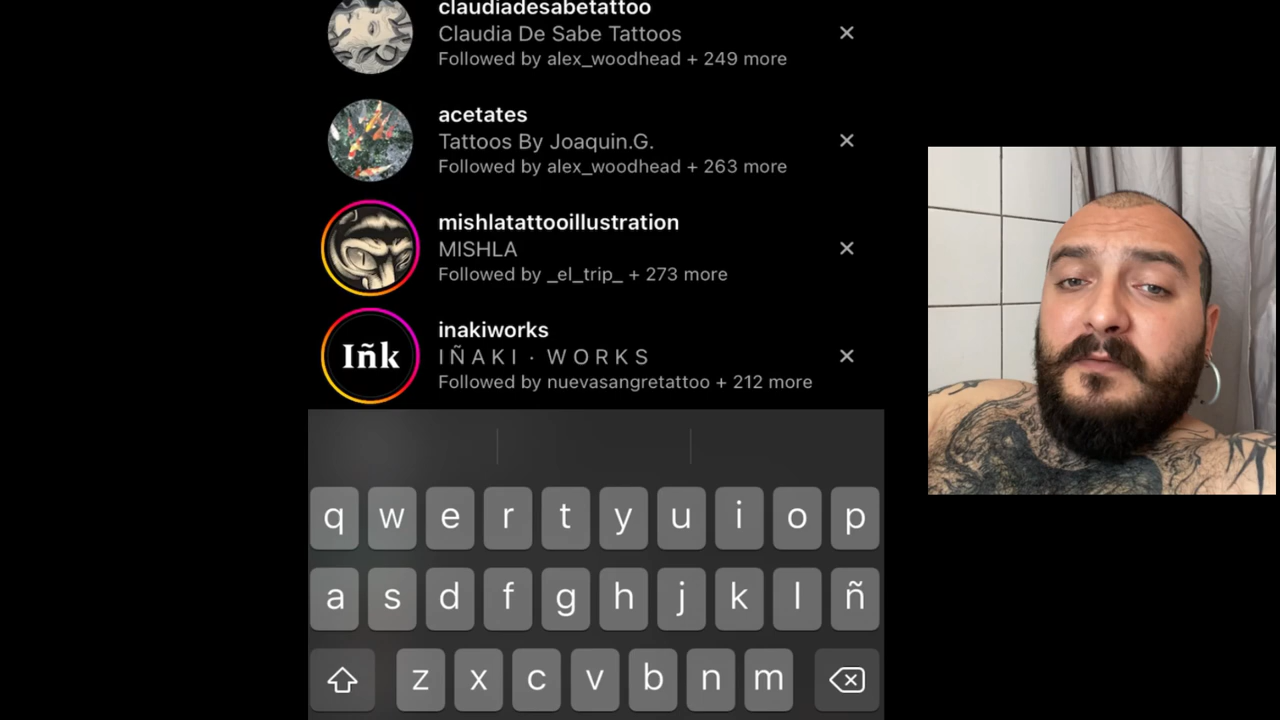 claudiadesabetattoo
Claudia De Sabe Tattoos
Followed by alex_woodhead + 249 more
acetates
Tattoos By Joaquin.G.
Followed by alex_woodhead + 263 more
mishlatattooillustration
MISHLA
Followed by _el_trip_ + 273 more
Iñk
inakiworks
IÑAKI · WORKS
Followed by nuevasangretattoo + 212 more
q w e r t y u i o p
a s d f g h j k l ñ
z x c v b n m